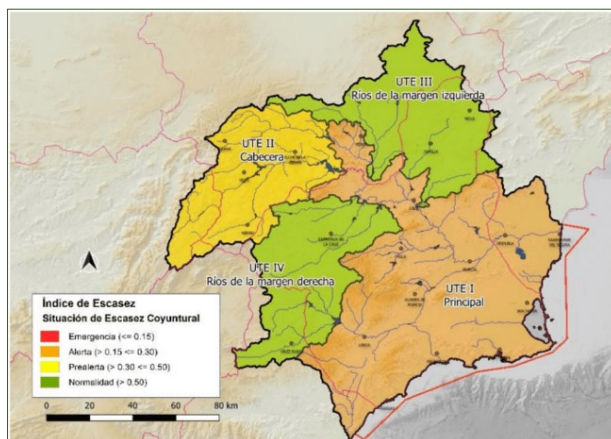 UTE III
Ríos de la margen izquierda
UTE II
Cabecera
UTE IV
Ríos de la margen derecha
UTE I
Principal
Índice de Escasez
Situación de Escasez Coyuntural
Emergencia (<= 0.15)
Alerta (> 0.15 <= 0.30)
Prealerta (> 0.30 <= 0.50)
Normalidad (> 0.50)
0 20 40 60 80 km